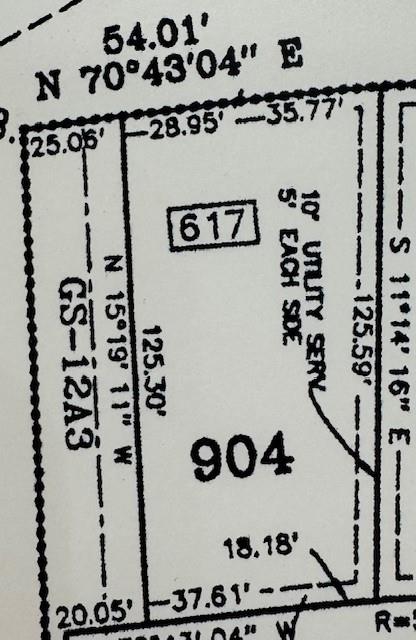 54.01'
N 70°43'04" E
25.06'
28.95'
35.77'
617
10' UTILITY SERV.
5' EACH SIDE
GS-12A3
N 15°19'11" W
125.30'
125.59'
S 11°14'16" E
904
18.18'
20.05'
37.61'
W
R=